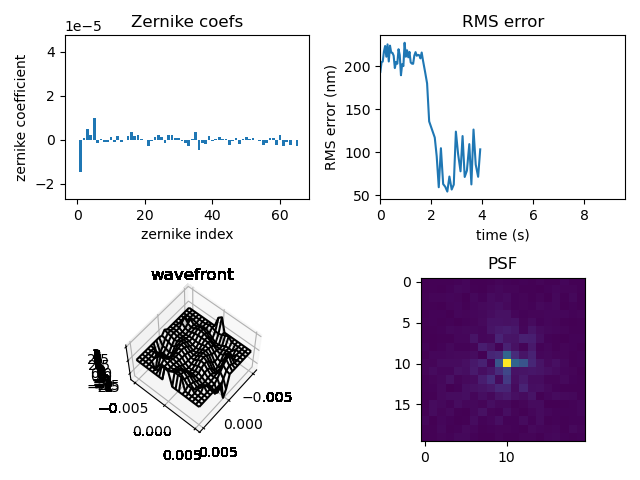 Zernike coefs
1e−5
4
2
0
−2
zernike coefficient
0 20 40 60
zernike index
RMS error
200
150
100
50
RMS error (nm)
0 2 4 6 8
time (s)
wavefront
−0.005
0.000
0.005
−0.005
0.000
0.005
PSF
0
5
10
15
0 10